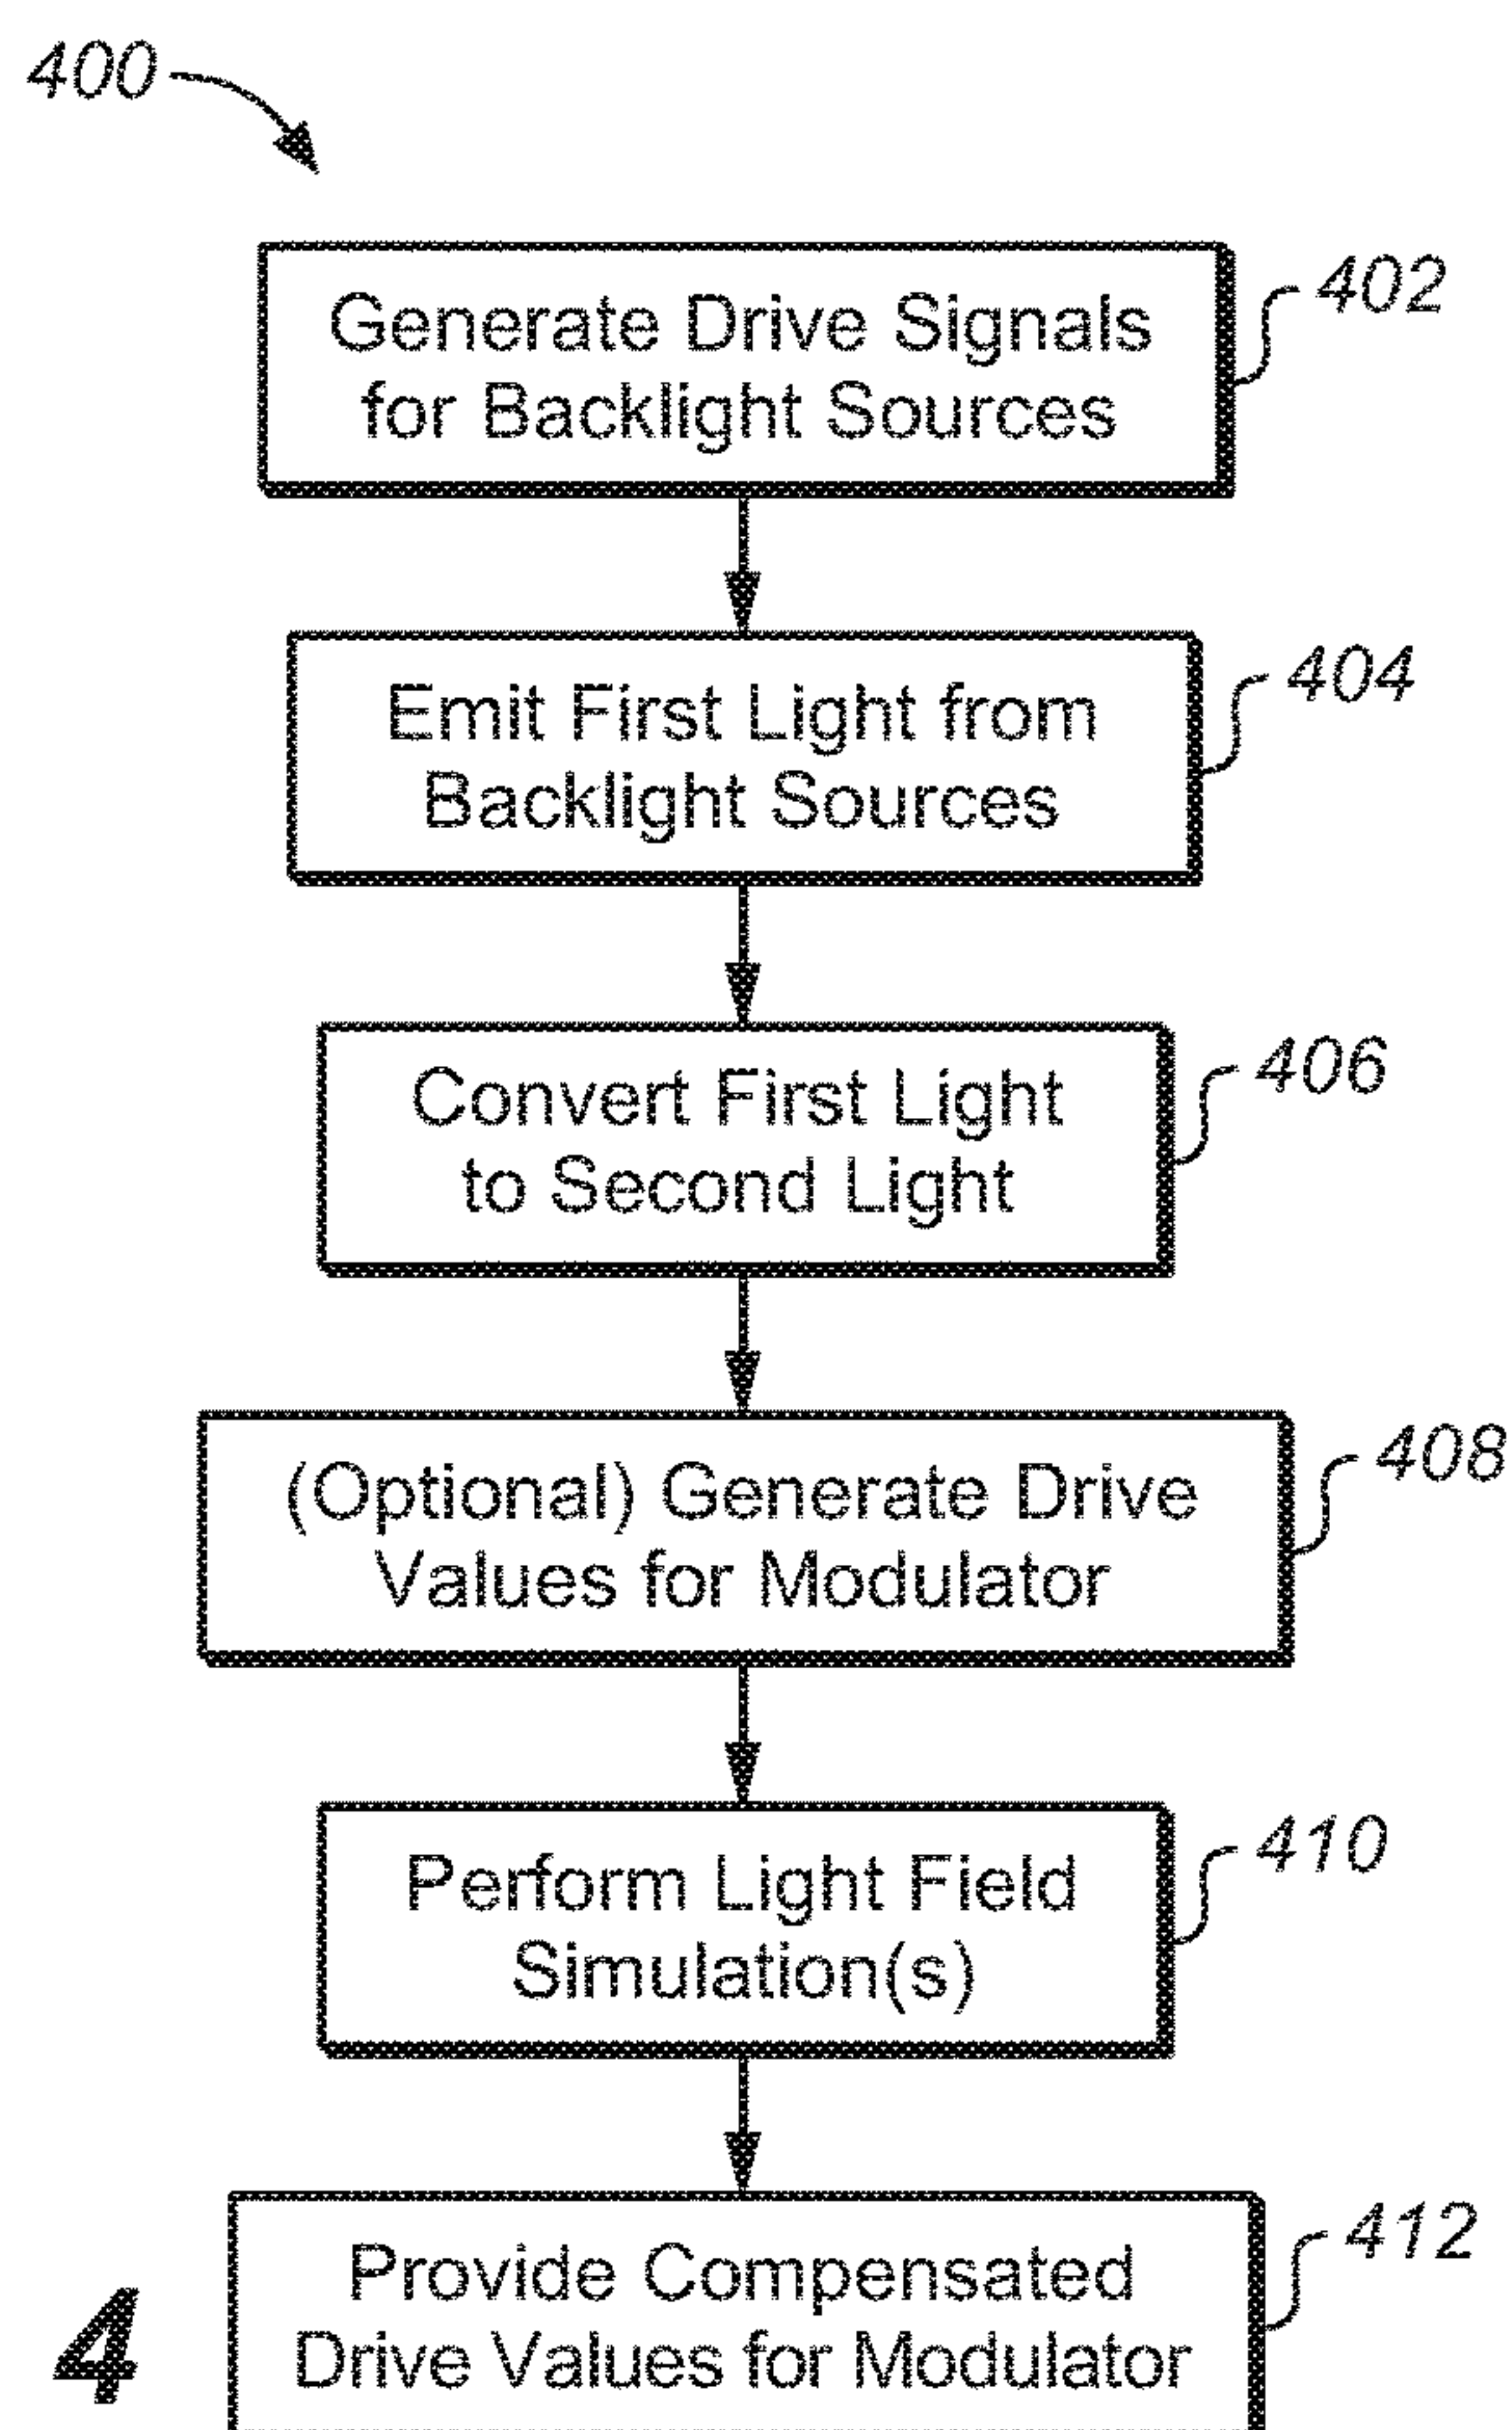 400
Generate Drive Signals
for Backlight Sources
402
Emit First Light from
Backlight Sources
404
Convert First Light
to Second Light
406
(Optional) Generate Drive
Values for Modulator
408
Perform Light Field
Simulation(s)
410
Provide Compensated
Drive Values for Modulator
412
4